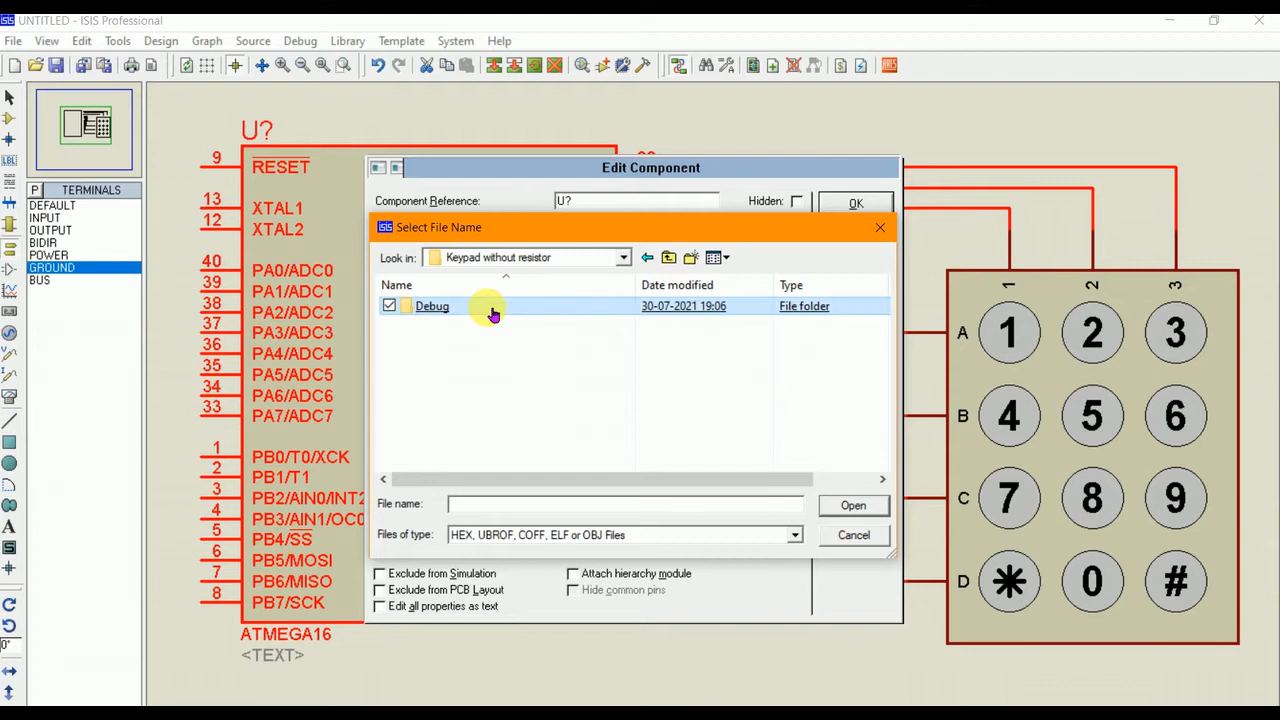 UNTITLED - ISIS Professional
File View Edit Tools Design Graph Source Debug Library Template System Help
P TERMINALS
DEFAULT
INPUT
OUTPUT
BIDIR
POWER
GROUND
BUS
LBL
A
S
0°
ARES
U?
9 RESET
13 XTAL1
12 XTAL2
40 PA0/ADC0
39 PA1/ADC1
38 PA2/ADC2
37 PA3/ADC3
36 PA4/ADC4
35 PA5/ADC5
34 PA6/ADC6
33 PA7/ADC7
1 PB0/T0/XCK
2 PB1/T1
3 PB2/AIN0/INT2
4 PB3/AIN1/OC0
5 PB4/SS
6 PB5/MOSI
7 PB6/MISO
8 PB7/SCK
ATMEGA16
<TEXT>
Edit Component
Component Reference: U? Hidden: OK
ISIS Select File Name
Look in: Keypad without resistor
Name Date modified Type
Debug 30-07-2021 19:06 File folder
File name: Open
Files of type: HEX, UBROF, COFF, ELF or OBJ Files Cancel
Exclude from Simulation Attach hierarchy module
Exclude from PCB Layout Hide common pins
Edit all properties as text
1 2 3
A 1 2 3
B 4 5 6
C 7 8 9
D * 0 #